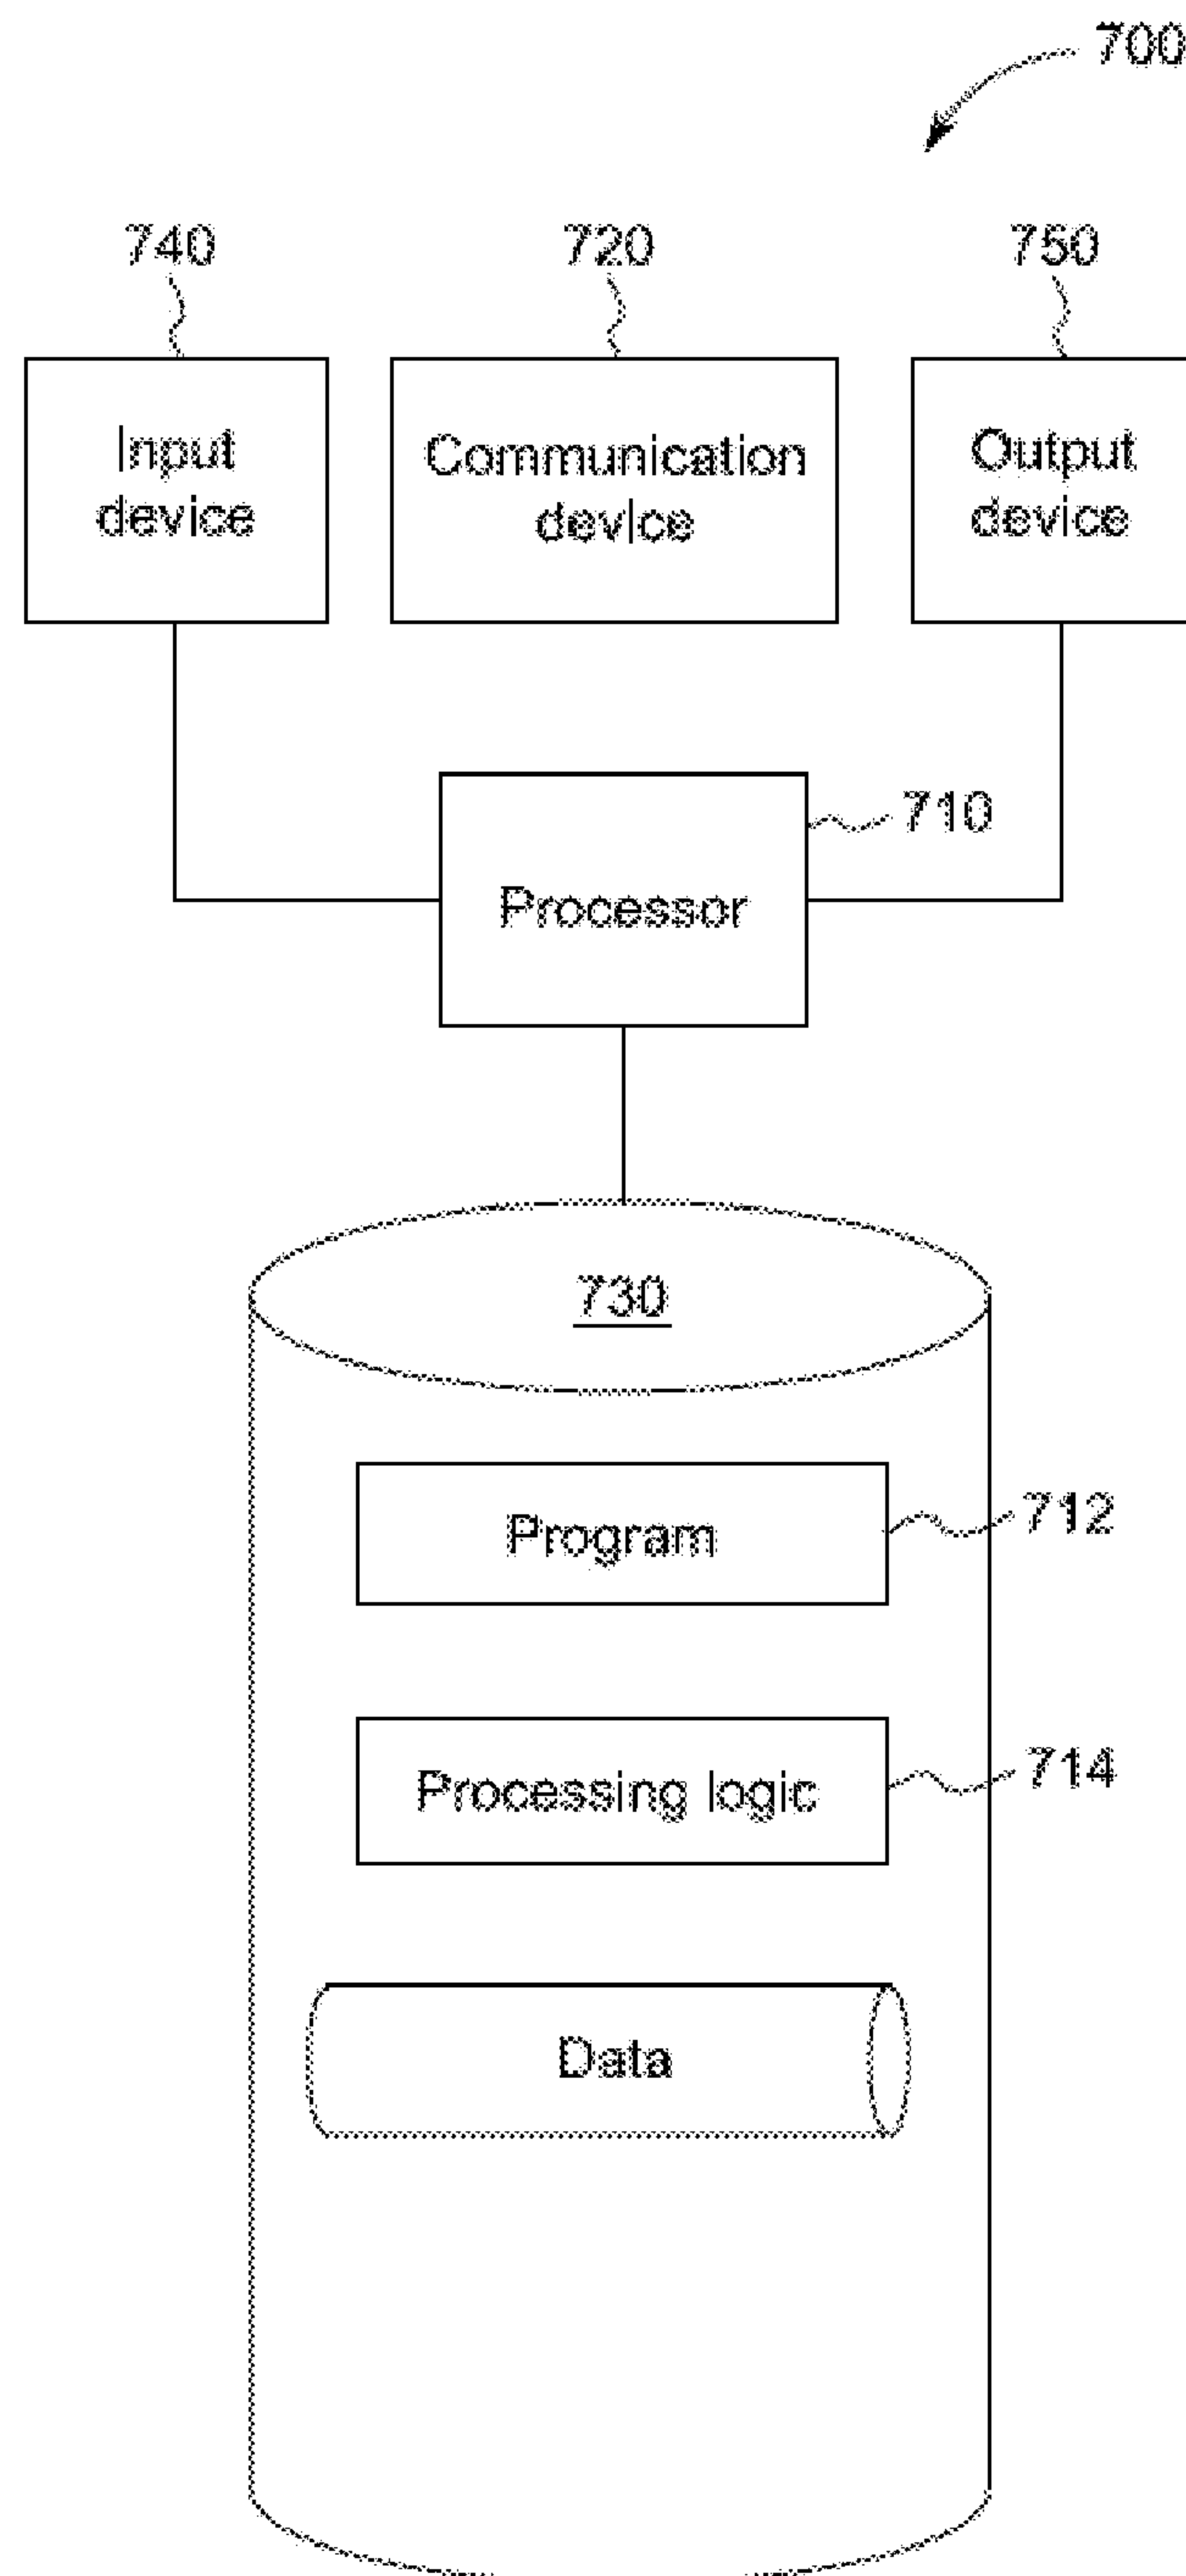 700
740
720
750
Input
device
Communication
device
Output
device
710
Processor
730
Program
712
Processing logic
714
Data